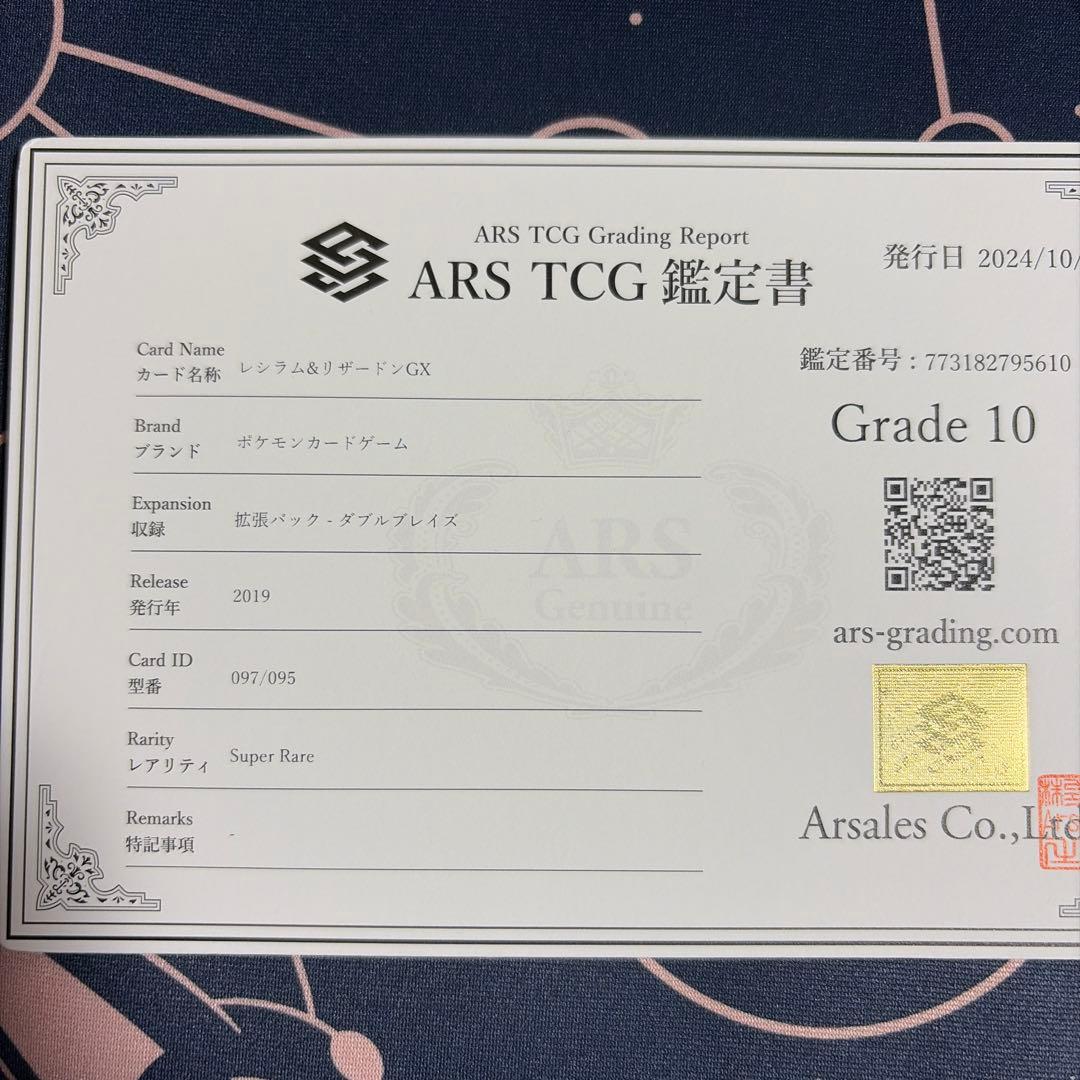 ARS TCG Grading Report
ARS TCG 鑑定書
発行日 2024/10/
Card Name
カード名称 レシラム&リザードンGX
鑑定番号 : 773182795610
Grade 10
Brand
ブランド ポケモンカードゲーム
Expansion
収録 拡張パック - ダブルブレイズ
Release
発行年 2019
ars-grading.com
Card ID
型番 097/095
Rarity
レアリティ Super Rare
Remarks
特記事項 -
Arsales Co.,Ltd
ARS
Genuine